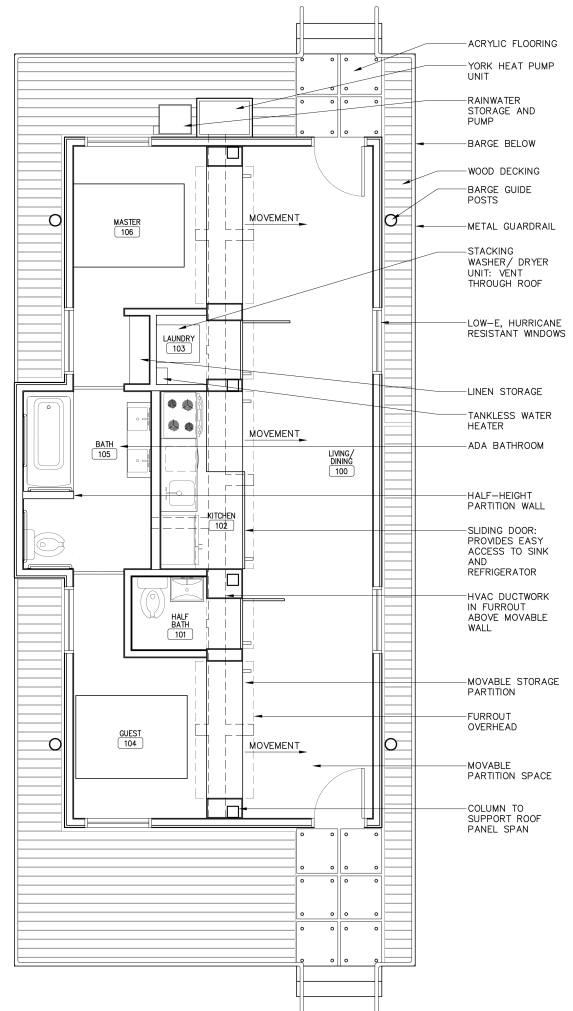 ACRYLIC FLOORING
YORK HEAT PUMP
UNIT
RAINWATER
STORAGE AND
PUMP
BARGE BELOW
WOOD DECKING
BARGE GUIDE
POSTS
METAL GUARDRAIL
STACKING
WASHER/ DRYER
UNIT: VENT
THROUGH ROOF
LOW-E, HURRICANE
RESISTANT WINDOWS
LINEN STORAGE
TANKLESS WATER
HEATER
ADA BATHROOM
HALF-HEIGHT
PARTITION WALL
SLIDING DOOR:
PROVIDES EASY
ACCESS TO SINK
AND
REFRIGERATOR
HVAC DUCTWORK
IN FURROUT
ABOVE MOVABLE
WALL
MOVABLE STORAGE
PARTITION
FURROUT
OVERHEAD
MOVABLE
PARTITION SPACE
COLUMN TO
SUPPORT ROOF
PANEL SPAN
MASTER
106
MOVEMENT
LAUNDRY
103
BATH
105
MOVEMENT
LIVING/
DINING
100
KITCHEN
102
HALF
BATH
101
GUEST
104
MOVEMENT